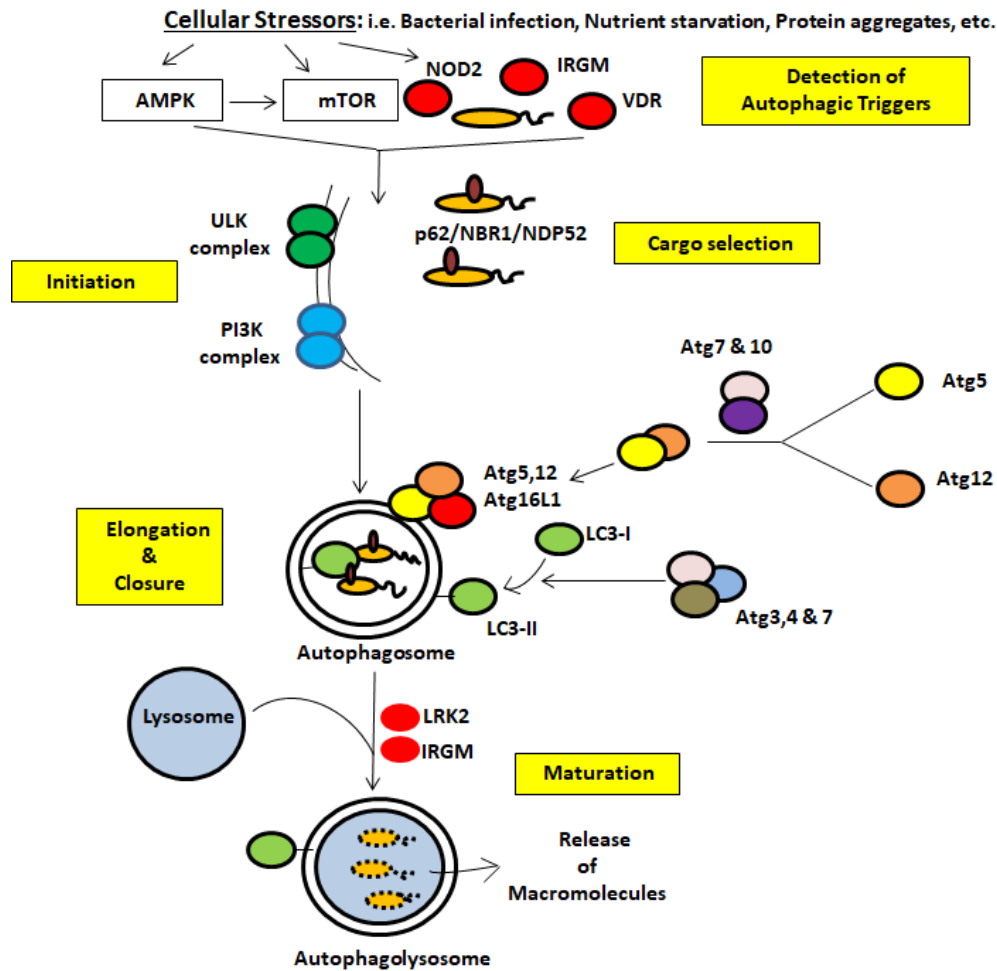 Cellular Stressors: i.e. Bacterial infection, Nutrient starvation, Protein aggregates, etc.
AMPK
mTOR
NOD2
IRGM
VDR
Detection of
Autophagic Triggers
ULK
complex
p62/NBR1/NDP52
Cargo selection
Initiation
PI3K
complex
Atg7 & 10
Atg5
Atg12
Atg5,12
Atg16L1
Elongation
&
Closure
LC3-I
LC3-II
Atg3,4 & 7
Autophagosome
Lysosome
LRK2
IRGM
Maturation
Release
of
Macromolecules
Autophagolysosome